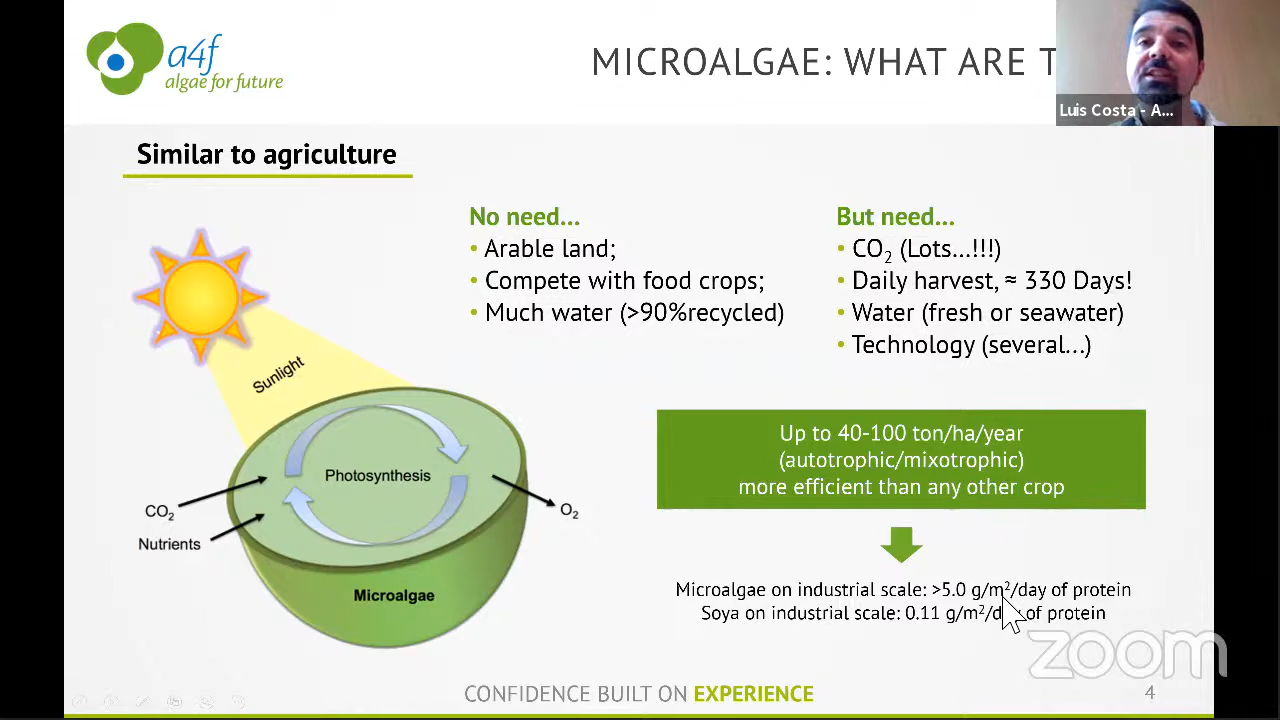 a4f
algae for future
MICROALGAE: WHAT ARE T
Luis Costa - A...
Similar to agriculture
No need...
• Arable land;
• Compete with food crops;
• Much water (>90%recycled)
But need...
• CO₂ (Lots...!!!)
• Daily harvest, ≈ 330 Days!
• Water (fresh or seawater)
• Technology (several...)
Sunlight
Photosynthesis
CO₂
Nutrients
O₂
Microalgae
Up to 40-100 ton/ha/year
(autotrophic/mixotrophic)
more efficient than any other crop
Microalgae on industrial scale: >5.0 g/m²/day of protein
Soya on industrial scale: 0.11 g/m²/d of protein
zoom
CONFIDENCE BUILT ON EXPERIENCE
4